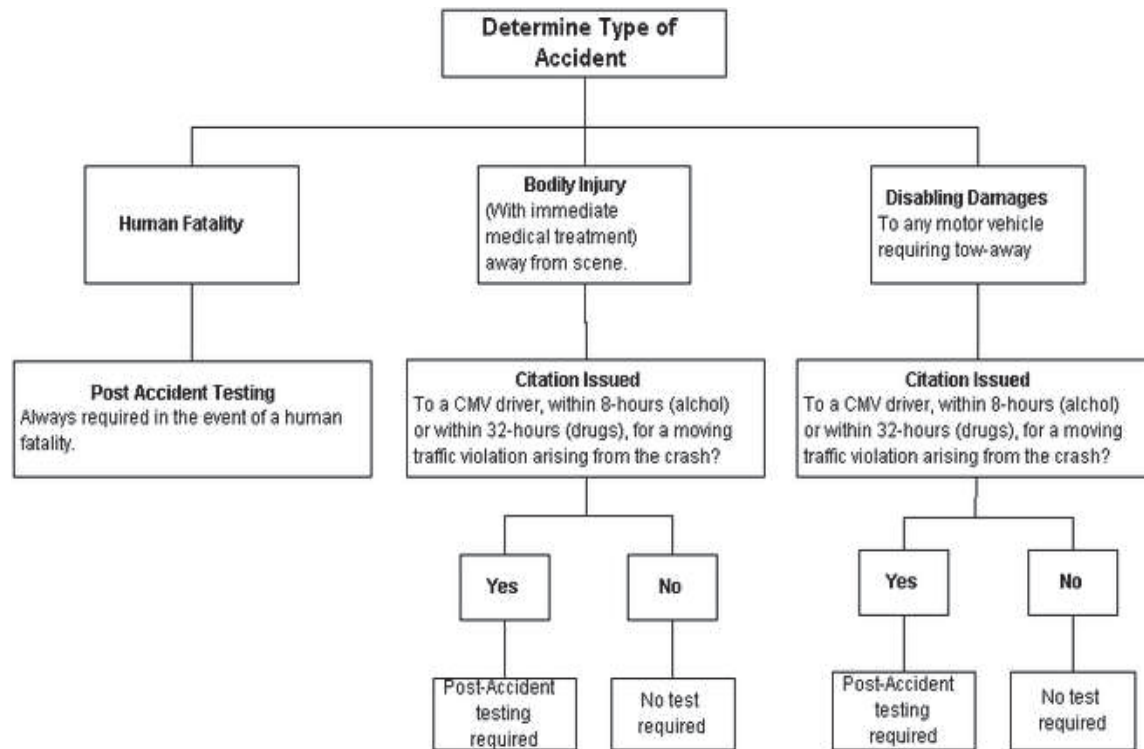 Determine Type of
Accident
Human Fatality
Bodily Injury
(With immediate
medical treatment)
away from scene.
Disabling Damages
To any motor vehicle
requiring tow-away
Post Accident Testing
Always required in the event of a human
fatality.
Citation Issued
To a CMV driver, within 8-hours (alchol)
or within 32-hours (drugs), for a moving
traffic violation arising from the crash?
Citation Issued
To a CMV driver, within 8-hours (alchol)
or within 32-hours (drugs), for a moving
traffic violation arising from the crash?
Yes
No
Yes
No
Post-Accident
testing
required
No test
required
Post-Accident
testing
required
No test
required